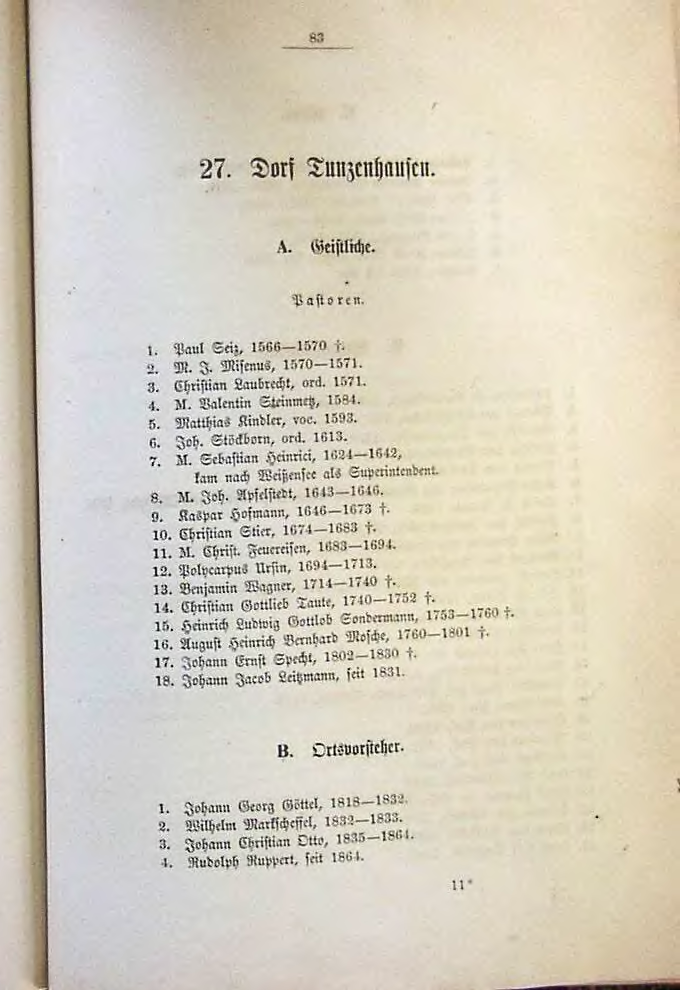 83
27. Dorf Tunzenhausen.
A. Geistliche.
Pastoren.
1. Paul Seiz, 1566—1570 †.
2. M. J. Misenus, 1570—1571.
3. Christian Laubrecht, ord. 1571.
4. M. Valentin Steinmetz, 1584.
5. Matthias Kindler, voc. 1593.
6. Joh. Stöckborn, ord. 1613.
7. M. Sebastian Heinrici, 1624—1642,
kam nach Weißensee als Superintendent.
8. M. Joh. Apfelstedt, 1643—1646.
9. Kaspar Hofmann, 1646—1673 †.
10. Christian Stier, 1674—1683 †.
11. M. Christ. Feuereisen, 1683—1694.
12. Polycarpus Ursin, 1694—1713.
13. Benjamin Wagner, 1714—1740 †.
14. Christian Gottlieb Taute, 1740—1752 †.
15. Heinrich Ludwig Gottlob Sondermann, 1753—1760 †.
16. August Heinrich Bernhard Mosche, 1760—1801 †.
17. Johann Ernst Specht, 1802—1830 †.
18. Johann Jacob Leitzmann, seit 1831.
B. Ortsvorsteher.
1. Johann Georg Göttel, 1818—1832.
2. Wilhelm Markscheffel, 1832—1833.
3. Johann Christian Otto, 1835—1864.
4. Rudolph Ruppert, seit 1864.
11*